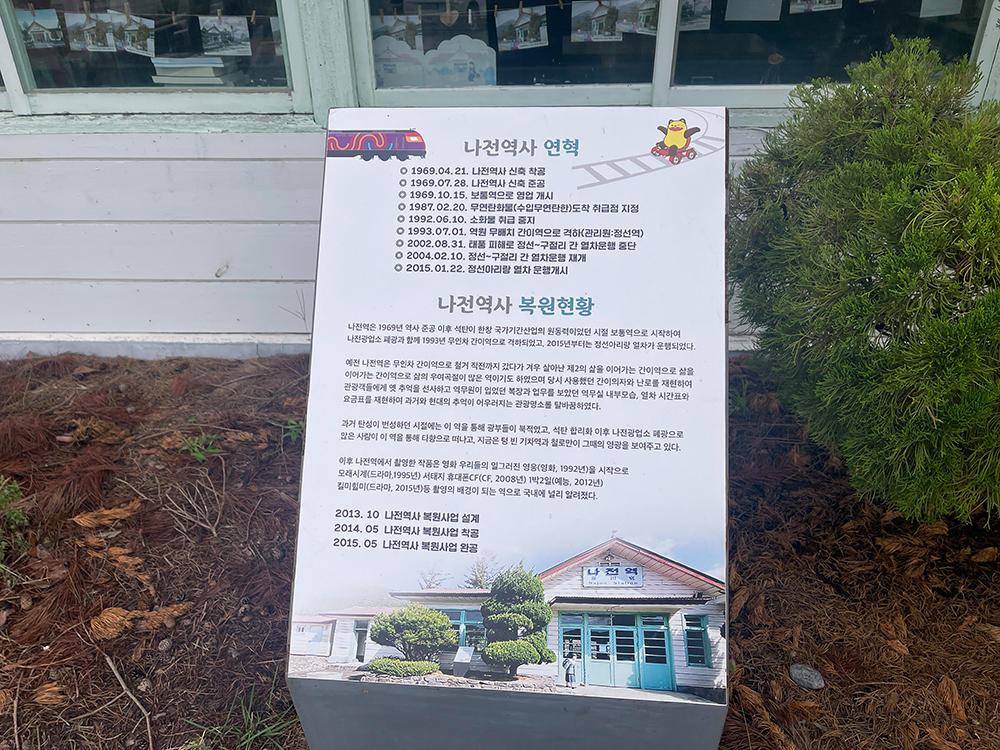 나전역사 연혁
◎ 1969.04.21. 나전역사 신축 착공
◎ 1969.07.28. 나전역사 신축 준공
◎ 1969.10.15. 보통역으로 영업 개시
◎ 1987.02.20. 무연탄화물(수입무연탄한)도착 취급점 지정
◎ 1992.06.10. 소화물 취급 중지
◎ 1993.07.01. 역원 무배치 간이역으로 격하(관리원:정선역)
◎ 2002.08.31. 태풍 피해로 정선~구절리 간 열차운행 중단
◎ 2004.02.10. 정선~구절리 간 열차운행 재개
◎ 2015.01.22. 정선아리랑 열차 운행개시
나전역사 복원현황
나전역은 1969년 역사 준공 이후 석탄이 한창 국가기간산업의 원동력이었던 시절 보통역으로 시작하여
나전광업소 폐광과 함께 1993년 무인차 간이역으로 격하되었고, 2015년부터는 정선아리랑 열차가 운행되었다.
예전 나전역은 무인차 간이역으로 철거 직전까지 갔다가 겨우 살아난 제2의 삶을 이어가는 간이역으로 삶을
이어가는 간이역으로 삶의 우여곡절이 많은 역이기도 하였으며 당시 사용했던 간이의자와 난로를 재현하여
관광객들에게 옛 추억을 선사하고 역무원이 입었던 복장과 업무를 보았던 역무실 내부모습, 열차 시간표와
요금표를 재현하여 과거와 현대의 추억이 어우러지는 관광명소롤 탈바꿈하였다.
과거 탄성이 번성하던 시절에는 이 역을 통해 광부들이 북적였고, 석탄 합리화 이후 나전광업소 폐광으로
많은 사람이 이 역을 통해 타향으로 떠나고, 지금은 텅 빈 기차역과 철로만이 그때의 영광을 보여주고 있다.
이후 나전역에서 촬영한 작품은 영화 우리들의 일그러진 영웅(영화, 1992년)을 시작으로
모래시계(드라마,1995년) 서태지 휴대폰CF(CF, 2008년) 1박2일(예능, 2012년)
킬미힐미(드라마, 2015년)등 촬영의 배경이 되는 역으로 국내에 널리 알려졌다.
2013. 10 나전역사 복원사업 설계
2014. 05 나전역사 복원사업 착공
2015. 05 나전역사 복원사업 완공
나전역
Najeon Station